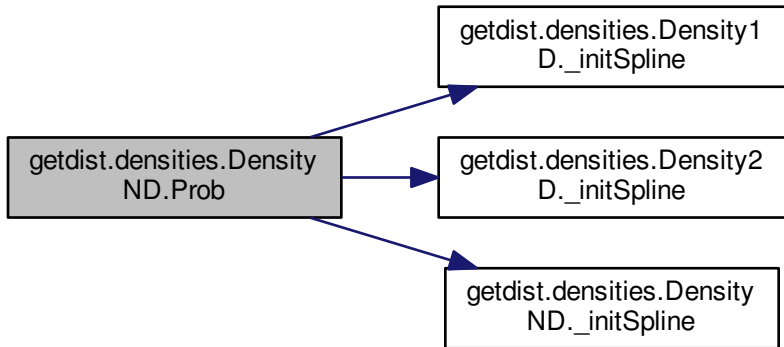 getdist.densities.Density1
D._initSpline
getdist.densities.Density
ND.Prob
getdist.densities.Density2
D._initSpline
getdist.densities.Density
ND._initSpline